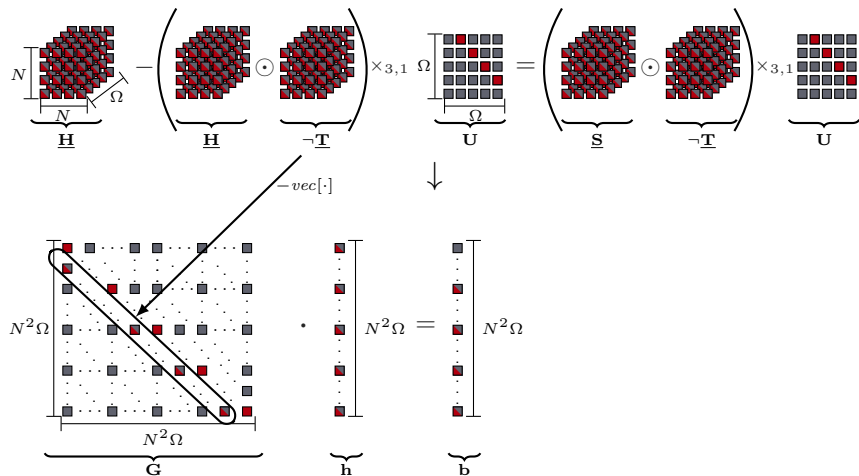 N
N
Ω
H
−
(
H
⊙
¬T
)
×3,1
Ω
Ω
U
=
(
S
⊙
¬T
)
×3,1
U
−vec[·]
↓
N²Ω
N²Ω
G
·
N²Ω
h
=
N²Ω
b